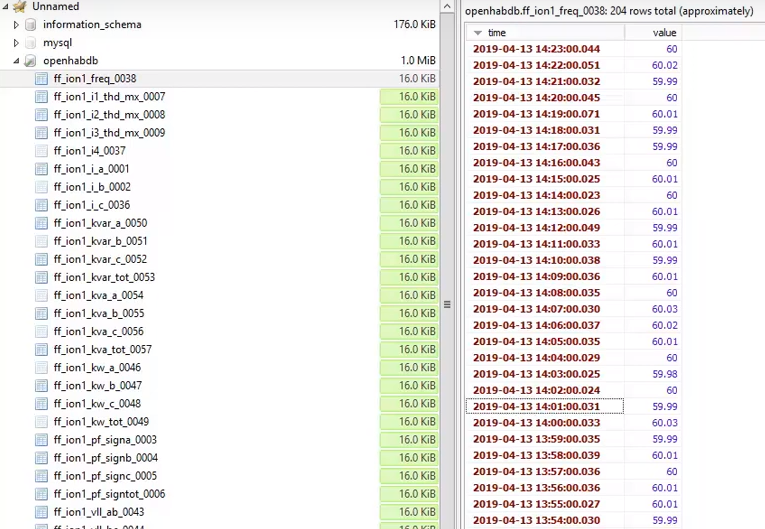 Unnamed
information_schema 176.0 KiB
mysql
openhabdb 1.0 MiB
ff_ion1_freq_0038 16.0 KiB
ff_ion1_i1_thd_mx_0007 16.0 KiB
ff_ion1_i2_thd_mx_0008 16.0 KiB
ff_ion1_i3_thd_mx_0009 16.0 KiB
ff_ion1_i4_0037 16.0 KiB
ff_ion1_i_a_0001 16.0 KiB
ff_ion1_i_b_0002 16.0 KiB
ff_ion1_i_c_0036 16.0 KiB
ff_ion1_kvar_a_0050 16.0 KiB
ff_ion1_kvar_b_0051 16.0 KiB
ff_ion1_kvar_c_0052 16.0 KiB
ff_ion1_kvar_tot_0053 16.0 KiB
ff_ion1_kva_a_0054 16.0 KiB
ff_ion1_kva_b_0055 16.0 KiB
ff_ion1_kva_c_0056 16.0 KiB
ff_ion1_kva_tot_0057 16.0 KiB
ff_ion1_kw_a_0046 16.0 KiB
ff_ion1_kw_b_0047 16.0 KiB
ff_ion1_kw_c_0048 16.0 KiB
ff_ion1_kw_tot_0049 16.0 KiB
ff_ion1_pf_signa_0003 16.0 KiB
ff_ion1_pf_signb_0004 16.0 KiB
ff_ion1_pf_signc_0005 16.0 KiB
ff_ion1_pf_signtot_0006 16.0 KiB
ff_ion1_vll_ab_0043 16.0 KiB
openhabdb.ff_ion1_freq_0038: 204 rows total (approximately)
time value
2019-04-13 14:23:00.044 60
2019-04-13 14:22:00.051 60.02
2019-04-13 14:21:00.032 59.99
2019-04-13 14:20:00.045 60
2019-04-13 14:19:00.071 60.01
2019-04-13 14:18:00.031 59.99
2019-04-13 14:17:00.036 59.99
2019-04-13 14:16:00.043 60
2019-04-13 14:15:00.025 60.01
2019-04-13 14:14:00.023 60
2019-04-13 14:13:00.026 60.01
2019-04-13 14:12:00.049 59.99
2019-04-13 14:11:00.033 60.01
2019-04-13 14:10:00.038 59.99
2019-04-13 14:09:00.036 60.01
2019-04-13 14:08:00.035 60
2019-04-13 14:07:00.030 60.03
2019-04-13 14:06:00.037 60.02
2019-04-13 14:05:00.035 60.01
2019-04-13 14:04:00.029 60
2019-04-13 14:03:00.025 59.98
2019-04-13 14:02:00.024 60
2019-04-13 14:01:00.031 59.99
2019-04-13 14:00:00.033 60.03
2019-04-13 13:59:00.035 59.99
2019-04-13 13:58:00.039 60.01
2019-04-13 13:57:00.036 60
2019-04-13 13:56:00.036 60.01
2019-04-13 13:55:00.027 60.01
2019-04-13 13:54:00.030 59.99